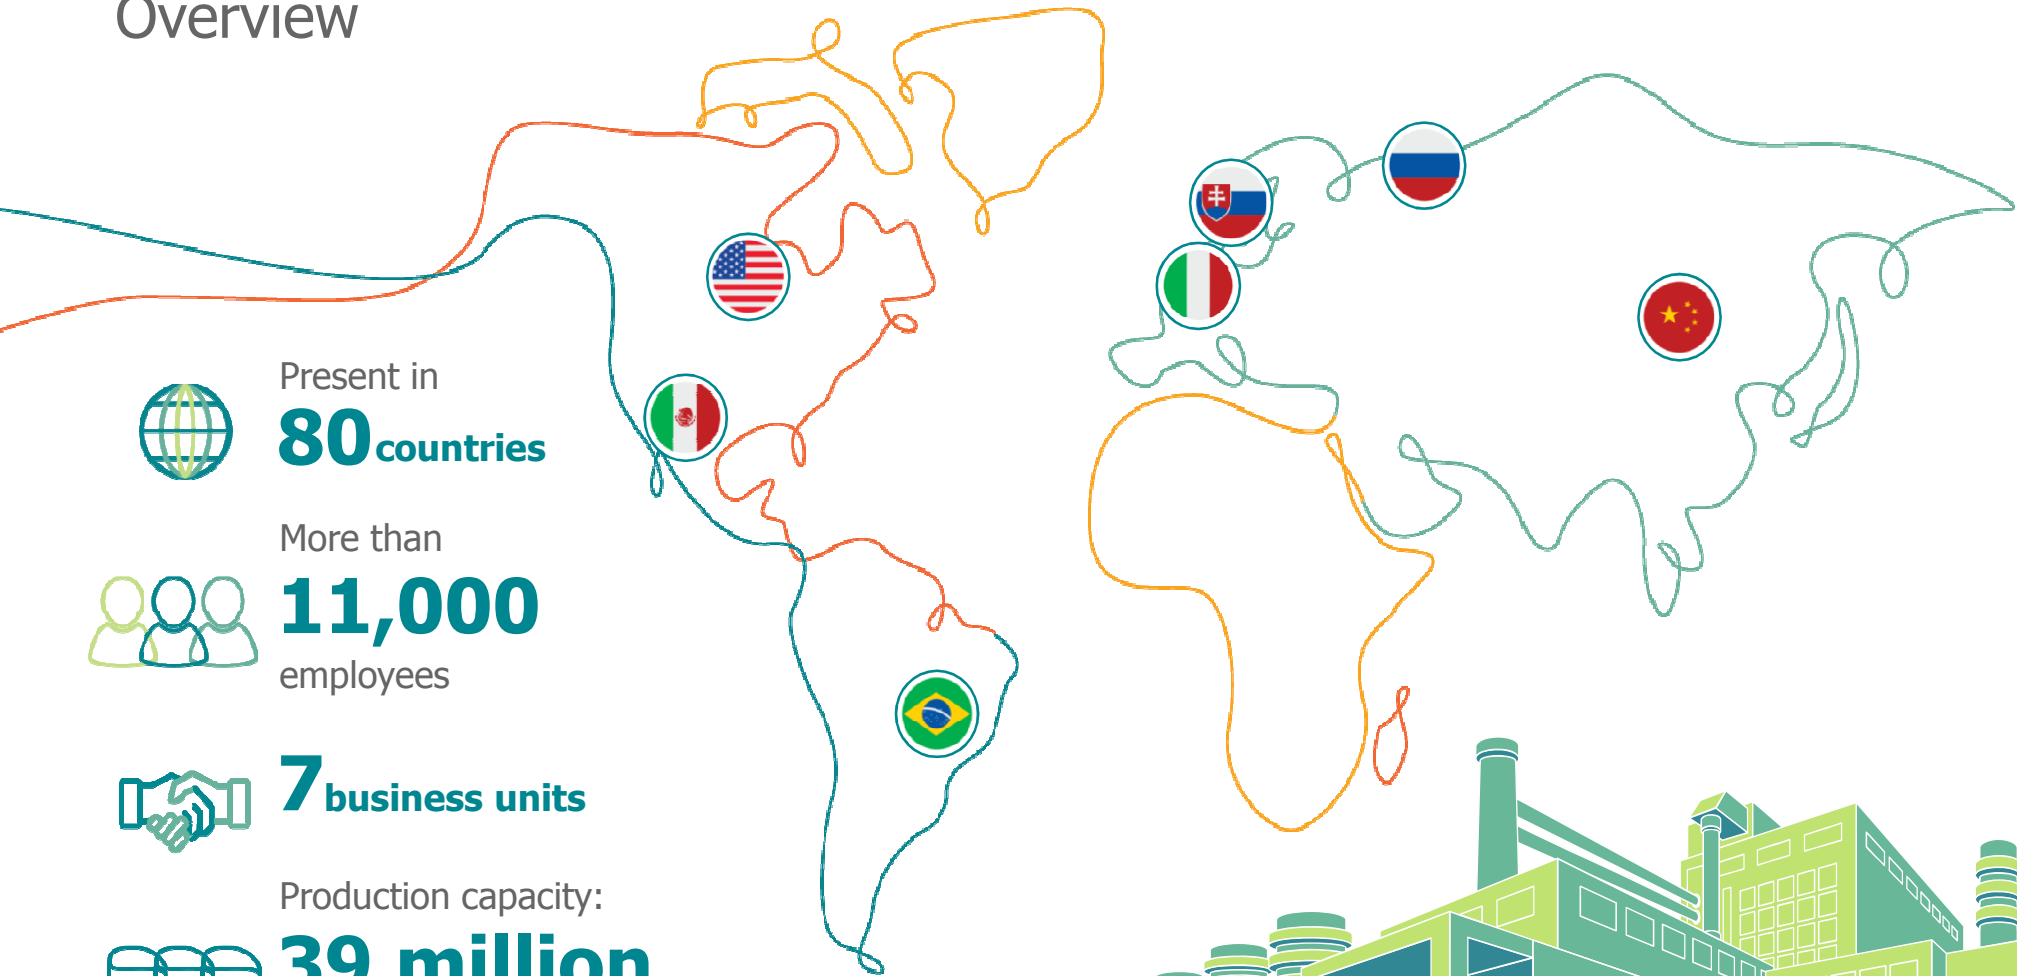 Overview
Present in
80 countries
More than
11,000
employees
7 business units
Production capacity:
39 million